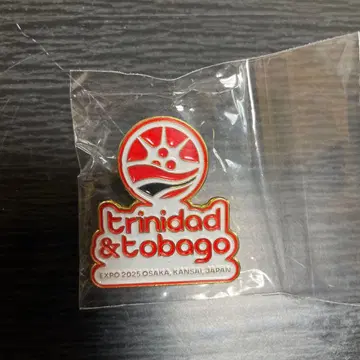 trinidad
& tobago
EXPO 2025 OSAKA, KANSAI, JAPAN